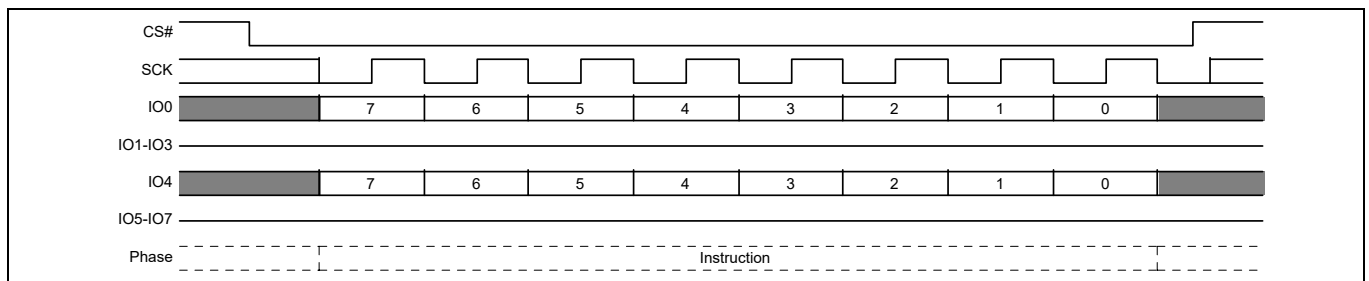 CS#
SCK
IO0 7 6 5 4 3 2 1 0
IO1-IO3
IO4 7 6 5 4 3 2 1 0
IO5-IO7
Phase Instruction